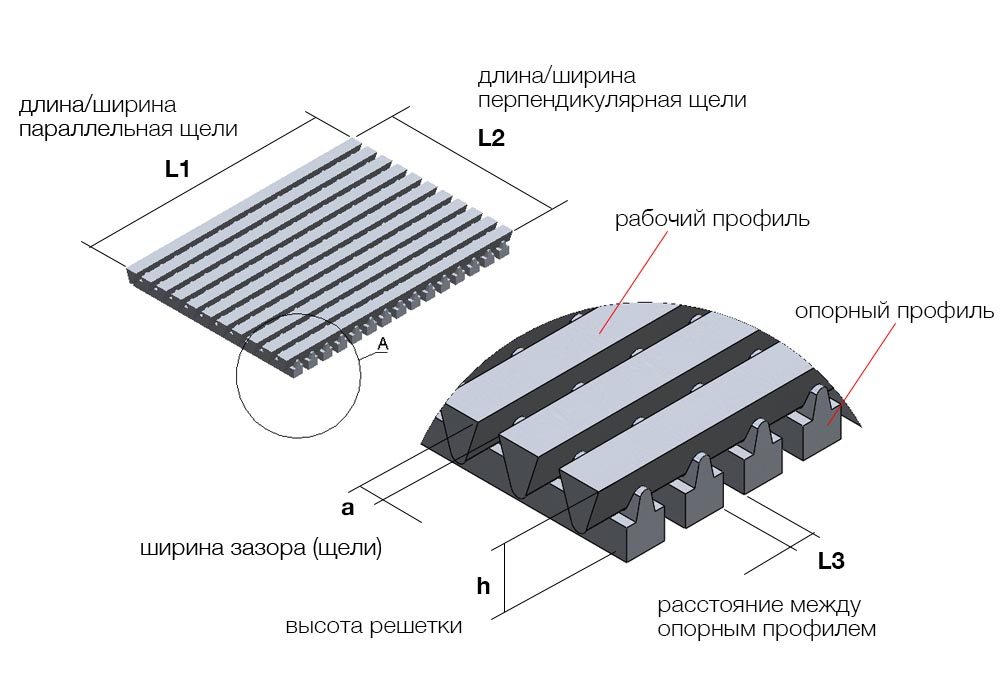 длина/ширина
параллельная щели
L1
длина/ширина
перпендикулярная щели
L2
рабочий профиль
опорный профиль
A
a
ширина зазора (щели)
h
высота решетки
L3
расстояние между
опорным профилем